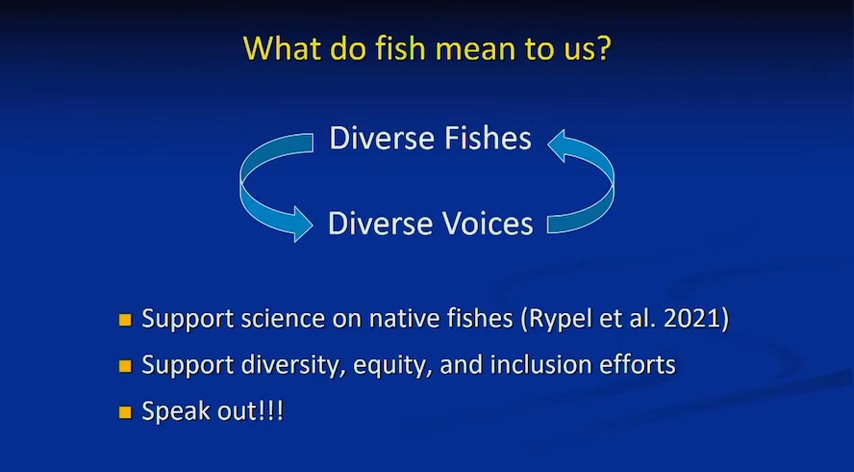 What do fish mean to us?
Diverse Fishes
Diverse Voices
Support science on native fishes (Rypel et al. 2021)
Support diversity, equity, and inclusion efforts
Speak out!!!